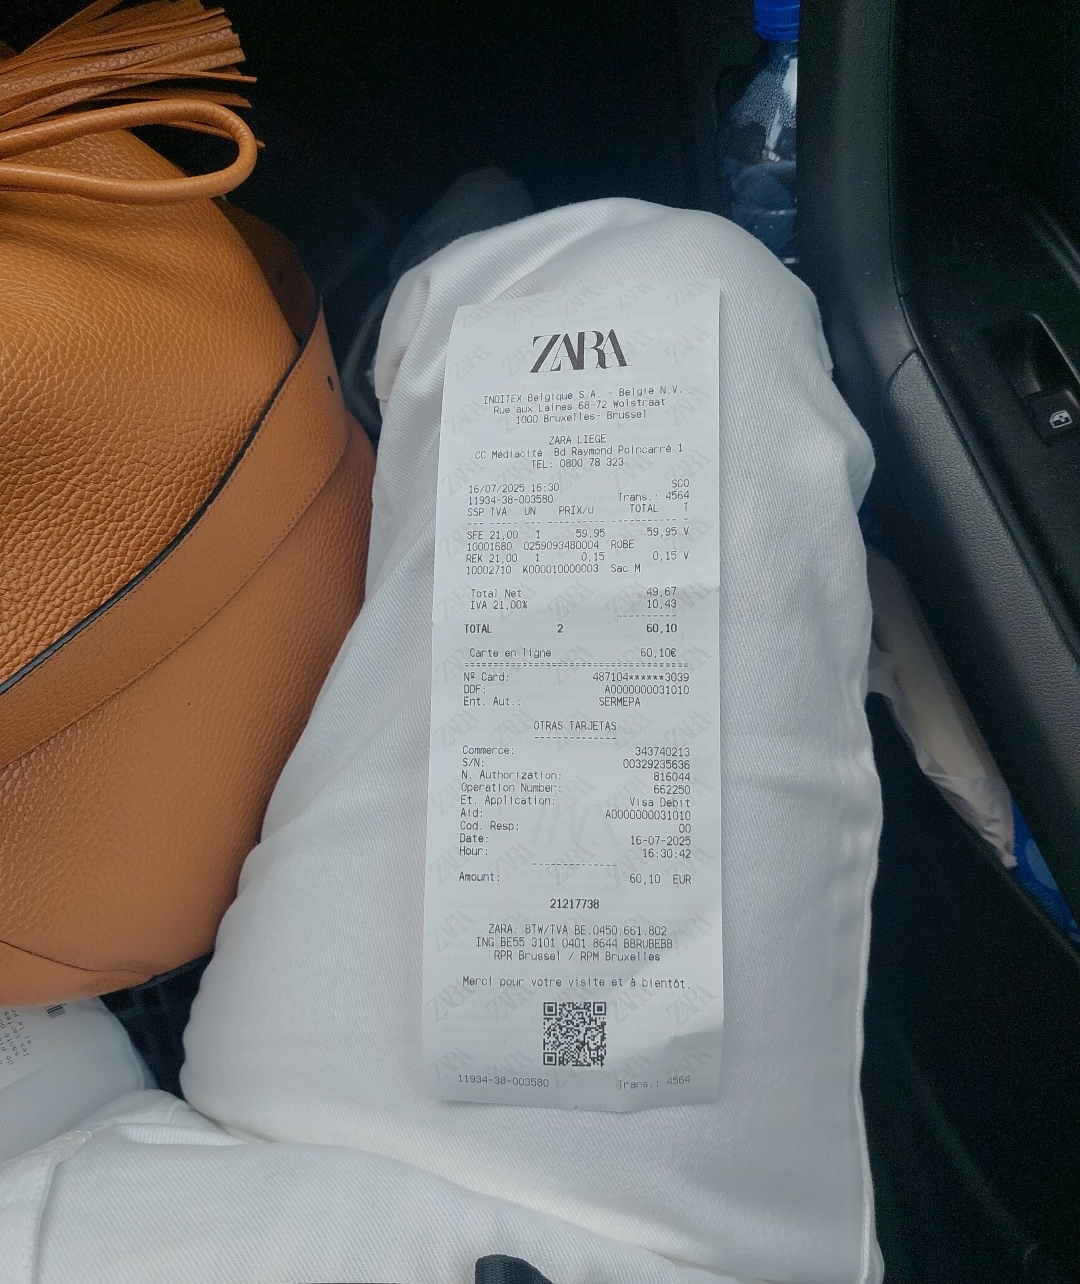 ZARA
INDITEX Belgique S.A. - Belgie N.V.
Rue aux Laines 68-72 Wolstraat
1000 Bruxelles- Brussel
ZARA LIEGE
CC Médiacité Bd Raymond Poincarré 1
TEL: 0800 78 323
16/07/2025 16:30 SCO
11934-38-003580 Trans.: 4564
SSP TVA UN PRIX/U TOTAL T
SFE 21,00 1 59,95 59,95 V
10001680 0259093480004 ROBE
REK 21,00 1 0,15 0,15 V
10002710 K000010000003 Sac M
Total Net 49,67
IVA 21,00% 10,43
TOTAL 2 60,10
Carte en ligne 60,10€
Nº Card: 487104******3039
DDF: A0000000031010
Ent. Aut.: SERMEPA
OTRAS TARJETAS
Commerce: 343740213
S/N: 00329235636
N. Authorization: 816044
Operation Number: 662250
Et. Application: Visa Debit
Aid: A0000000031010
Cod. Resp: 00
Date: 16-07-2025
Hour: 16:30:42
Amount: 60,10 EUR
21217738
ZARA: BTW/TVA BE.0450.661.802
ING BE55 3101 0401 8644 BBRUBEBB
RPR Brussel / RPM Bruxelles
Merci pour votre visite et à bientôt.
11934-38-003580 Trans.: 4564